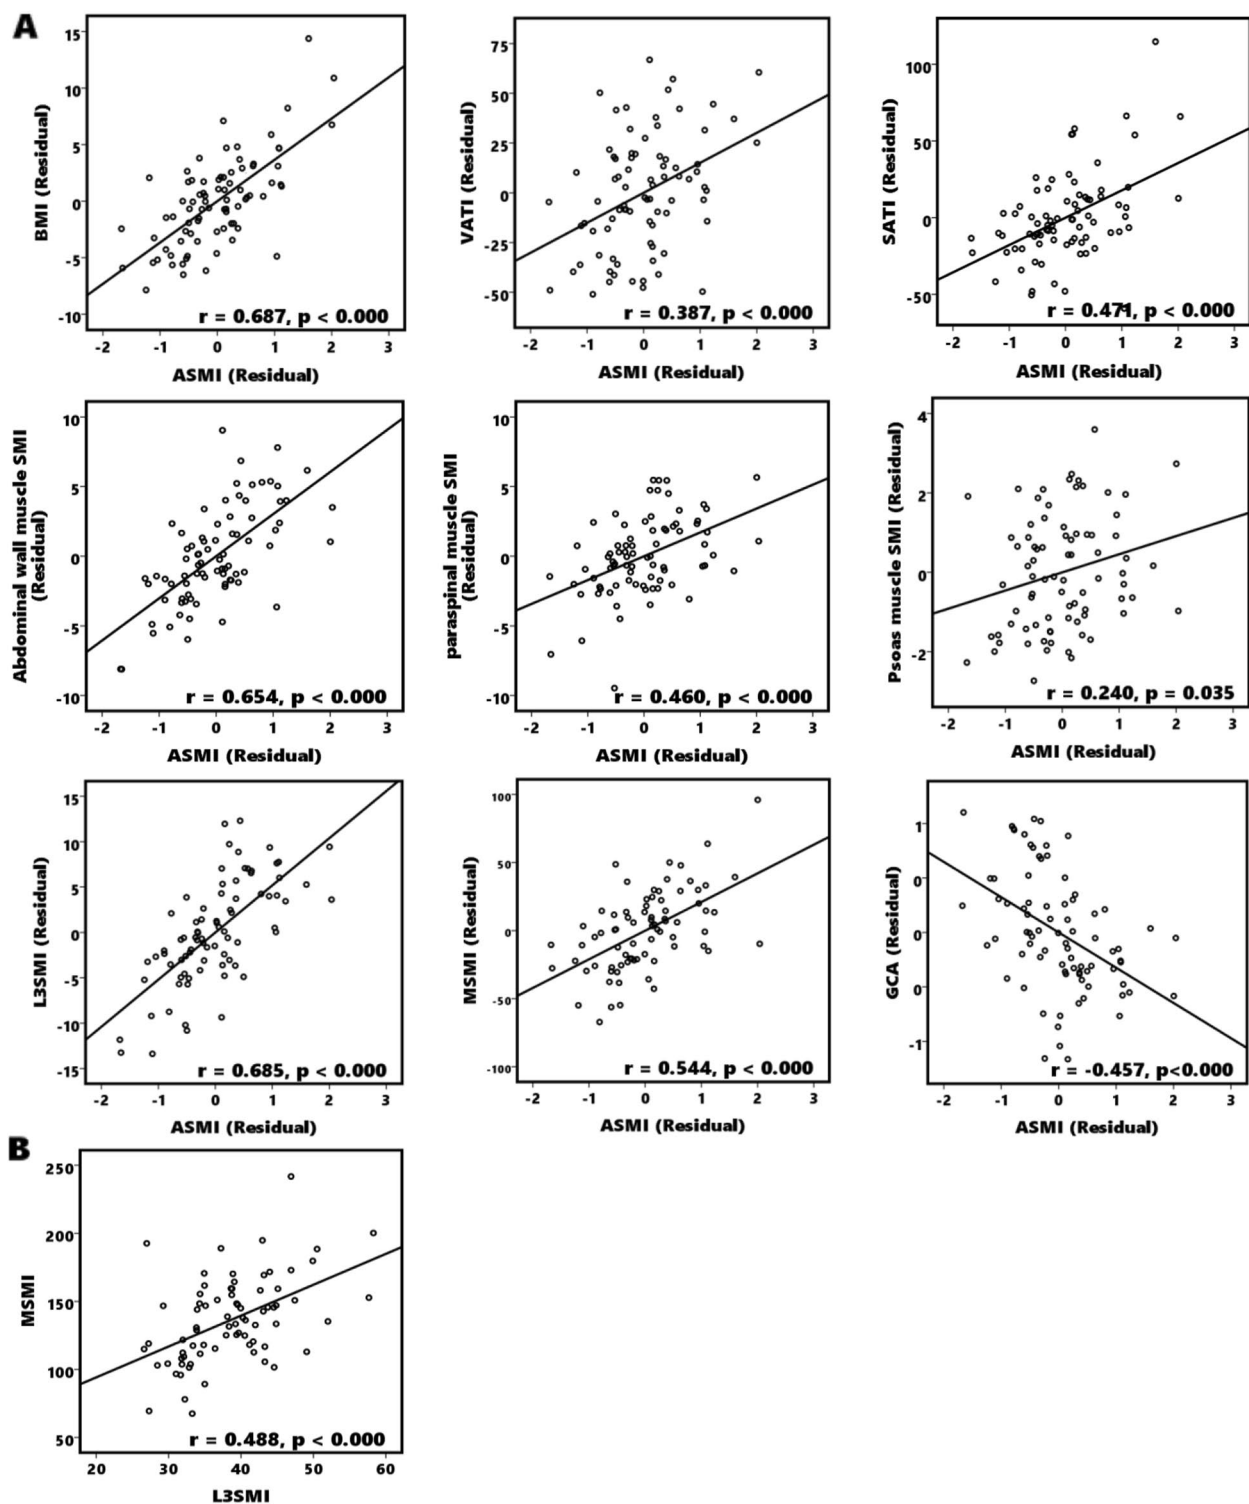 A
BMI (Residual)
15
10
5
0
-5
-10
r = 0.687, p < 0.000
-2 -1 0 1 2 3
ASMI (Residual)
VATI (Residual)
75
50
25
0
-25
-50
r = 0.387, p < 0.000
-2 -1 0 1 2 3
ASMI (Residual)
SATI (Residual)
100
50
0
-50
r = 0.471, p < 0.000
-2 -1 0 1 2 3
ASMI (Residual)
Abdominal wall muscle SMI
(Residual)
10
5
0
-5
-10
r = 0.654, p < 0.000
-2 -1 0 1 2 3
ASMI (Residual)
paraspinal muscle SMI
(Residual)
10
5
0
-5
-10
r = 0.460, p < 0.000
-2 -1 0 1 2 3
ASMI (Residual)
Psoas muscle SMI (Residual)
4
2
0
-2
r = 0.240, p = 0.035
-2 -1 0 1 2 3
ASMI (Residual)
L3SMI (Residual)
15
10
5
0
-5
-10
-15
r = 0.685, p < 0.000
-2 -1 0 1 2 3
ASMI (Residual)
MSMI (Residual)
100
50
0
-50
-100
r = 0.544, p < 0.000
-2 -1 0 1 2 3
ASMI (Residual)
GCA (Residual)
1
0
0
0
-1
r = -0.457, p<0.000
-2 -1 0 1 2 3
ASMI (Residual)
B
MSMI
250
200
150
100
50
r = 0.488, p < 0.000
20 30 40 50 60
L3SMI